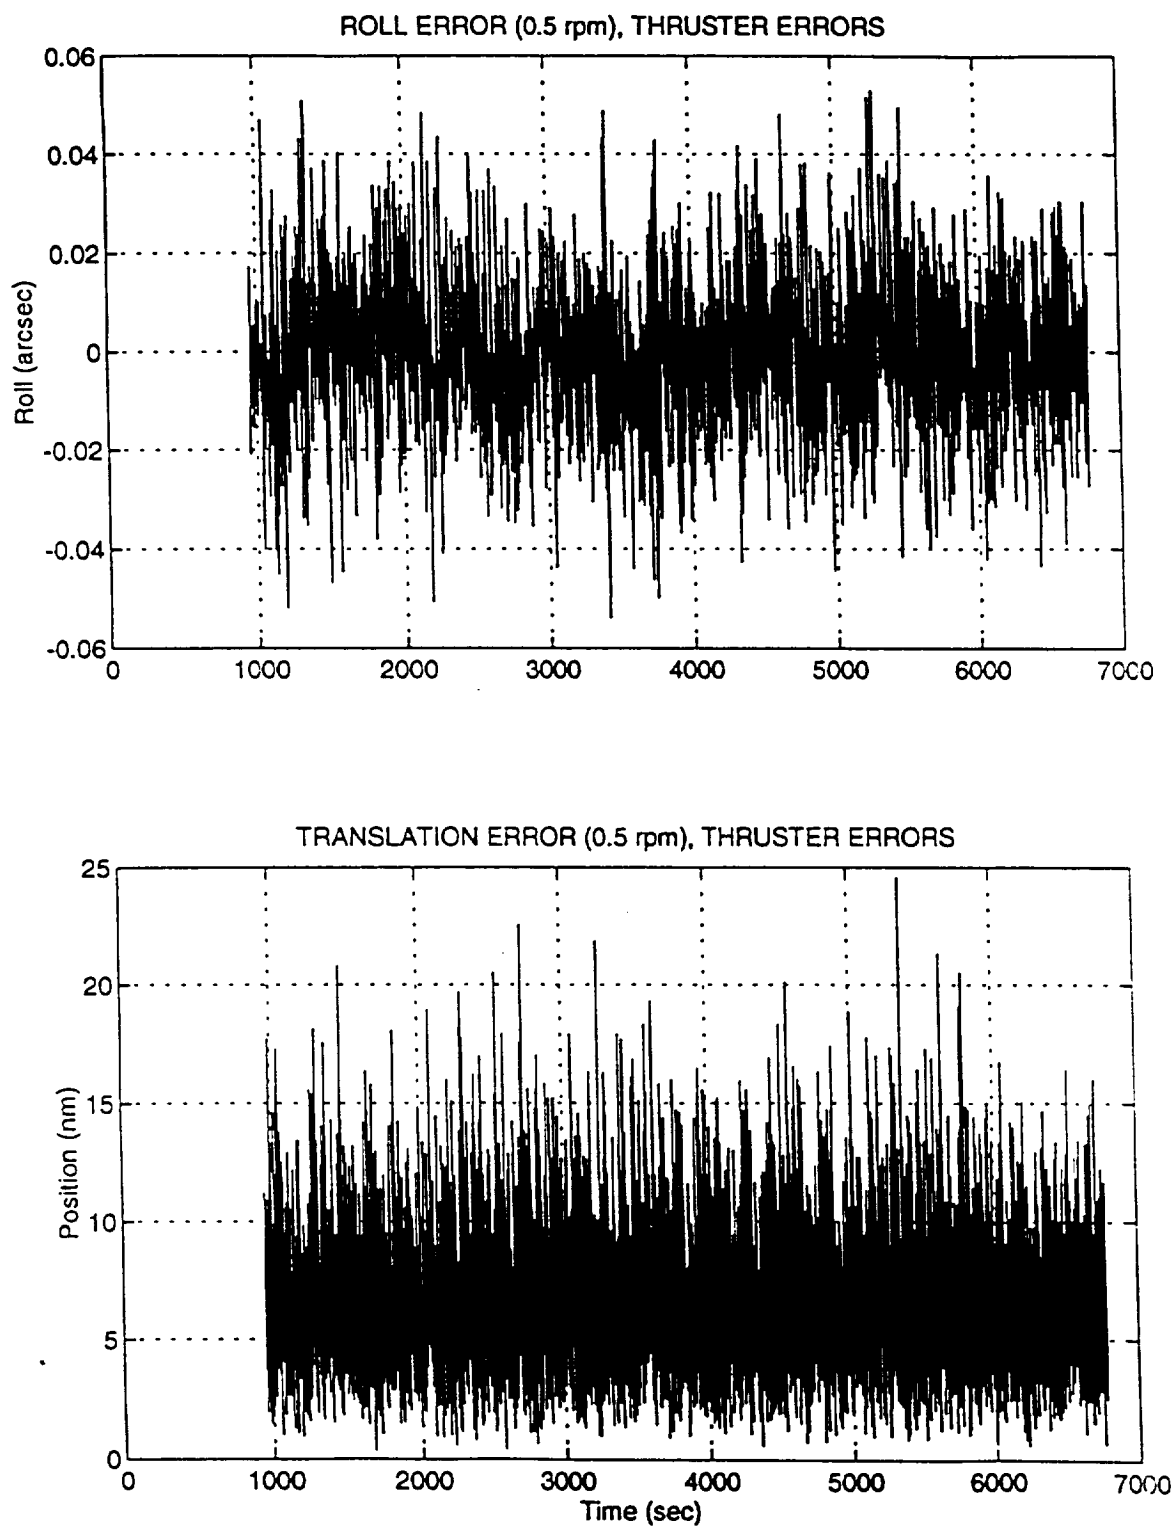 ROLL ERROR (0.5 rpm), THRUSTER ERRORS
0.06
0.04
0.02
0
-0.02
-0.04
-0.06
Roll (arcsec)
0 1000 2000 3000 4000 5000 6000 7000
TRANSLATION ERROR (0.5 rpm), THRUSTER ERRORS
25
20
15
10
5
0
Position (nm)
0 1000 2000 3000 4000 5000 6000 7000
Time (sec)